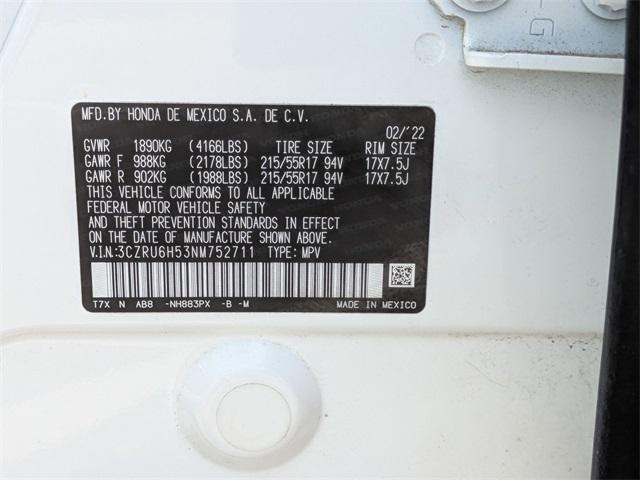 G
MFD.BY HONDA DE MEXICO S.A. DE C.V.
02/'22
GVWR 1890KG (4166LBS) TIRE SIZE RIM SIZE
GAWR F 988KG (2178LBS) 215/55R17 94V 17X7.5J
GAWR R 902KG (1988LBS) 215/55R17 94V 17X7.5J
THIS VEHICLE CONFORMS TO ALL APPLICABLE
FEDERAL MOTOR VEHICLE SAFETY
AND THEFT PREVENTION STANDARDS IN EFFECT
ON THE DATE OF MANUFACTURE SHOWN ABOVE.
V.I.N:3CZRU6H53NM752711 TYPE: MPV
T7X N AB8 -NH883PX -B -M MADE IN MEXICO